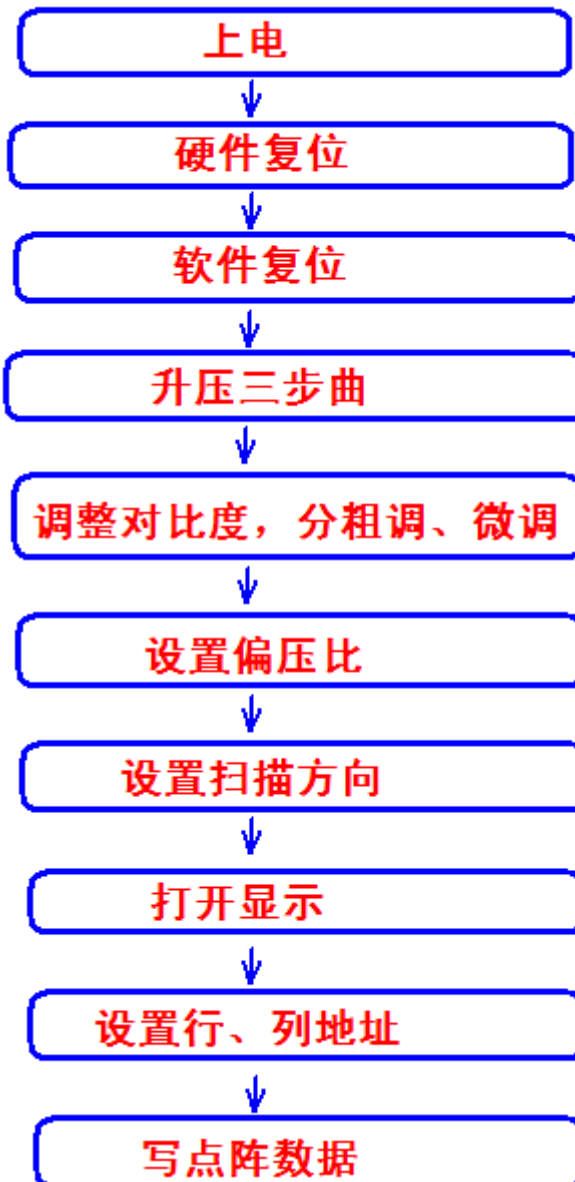 上电
硬件复位
软件复位
升压三步曲
调整对比度，分粗调、微调
设置偏压比
设置扫描方向
打开显示
设置行、列地址
写点阵数据